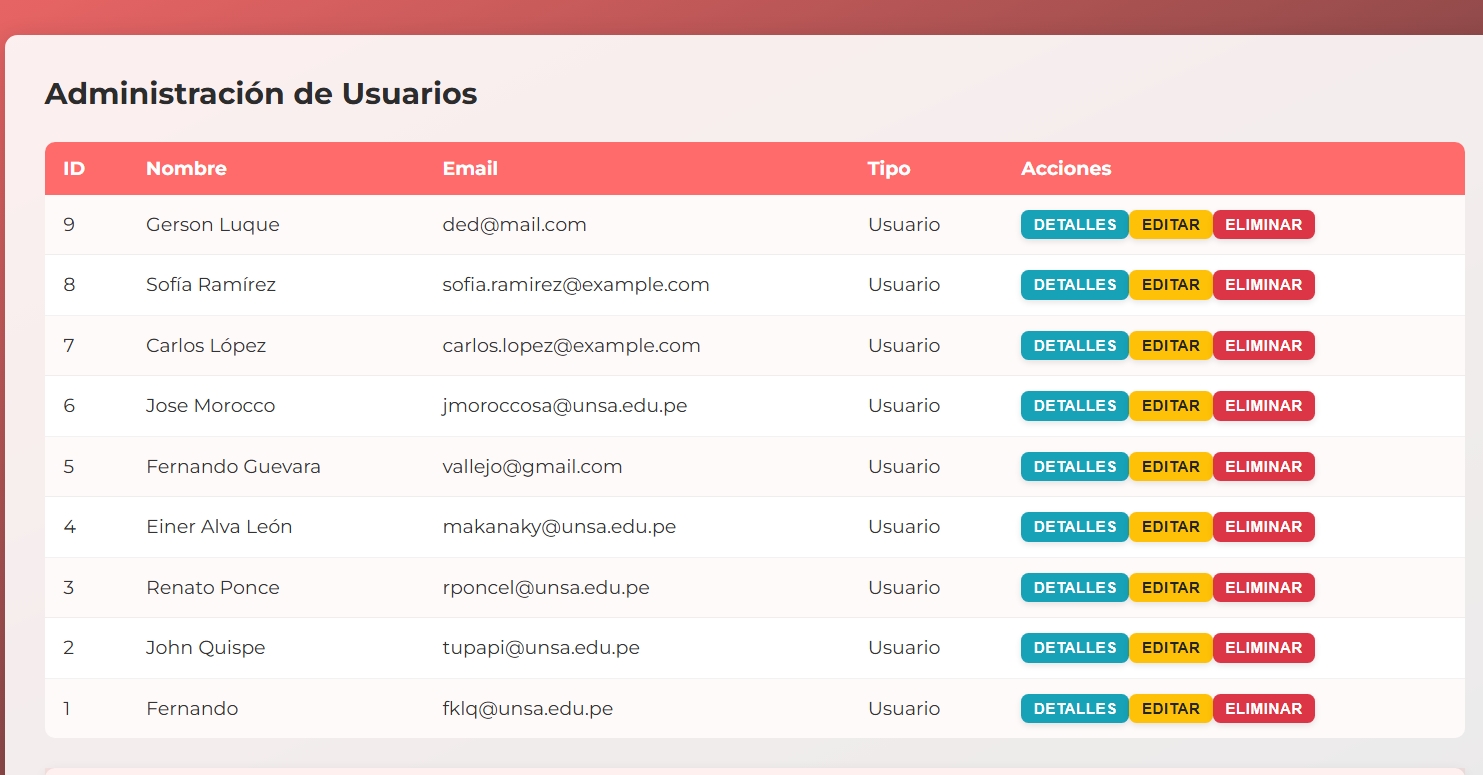 Administración de Usuarios
ID Nombre Email Tipo Acciones
9 Gerson Luque ded@mail.com Usuario DETALLES EDITAR ELIMINAR
8 Sofía Ramírez sofia.ramirez@example.com Usuario DETALLES EDITAR ELIMINAR
7 Carlos López carlos.lopez@example.com Usuario DETALLES EDITAR ELIMINAR
6 Jose Morocco jmoroccosa@unsa.edu.pe Usuario DETALLES EDITAR ELIMINAR
5 Fernando Guevara vallejo@gmail.com Usuario DETALLES EDITAR ELIMINAR
4 Einer Alva León makanaky@unsa.edu.pe Usuario DETALLES EDITAR ELIMINAR
3 Renato Ponce rponcel@unsa.edu.pe Usuario DETALLES EDITAR ELIMINAR
2 John Quispe tupapi@unsa.edu.pe Usuario DETALLES EDITAR ELIMINAR
1 Fernando fklq@unsa.edu.pe Usuario DETALLES EDITAR ELIMINAR